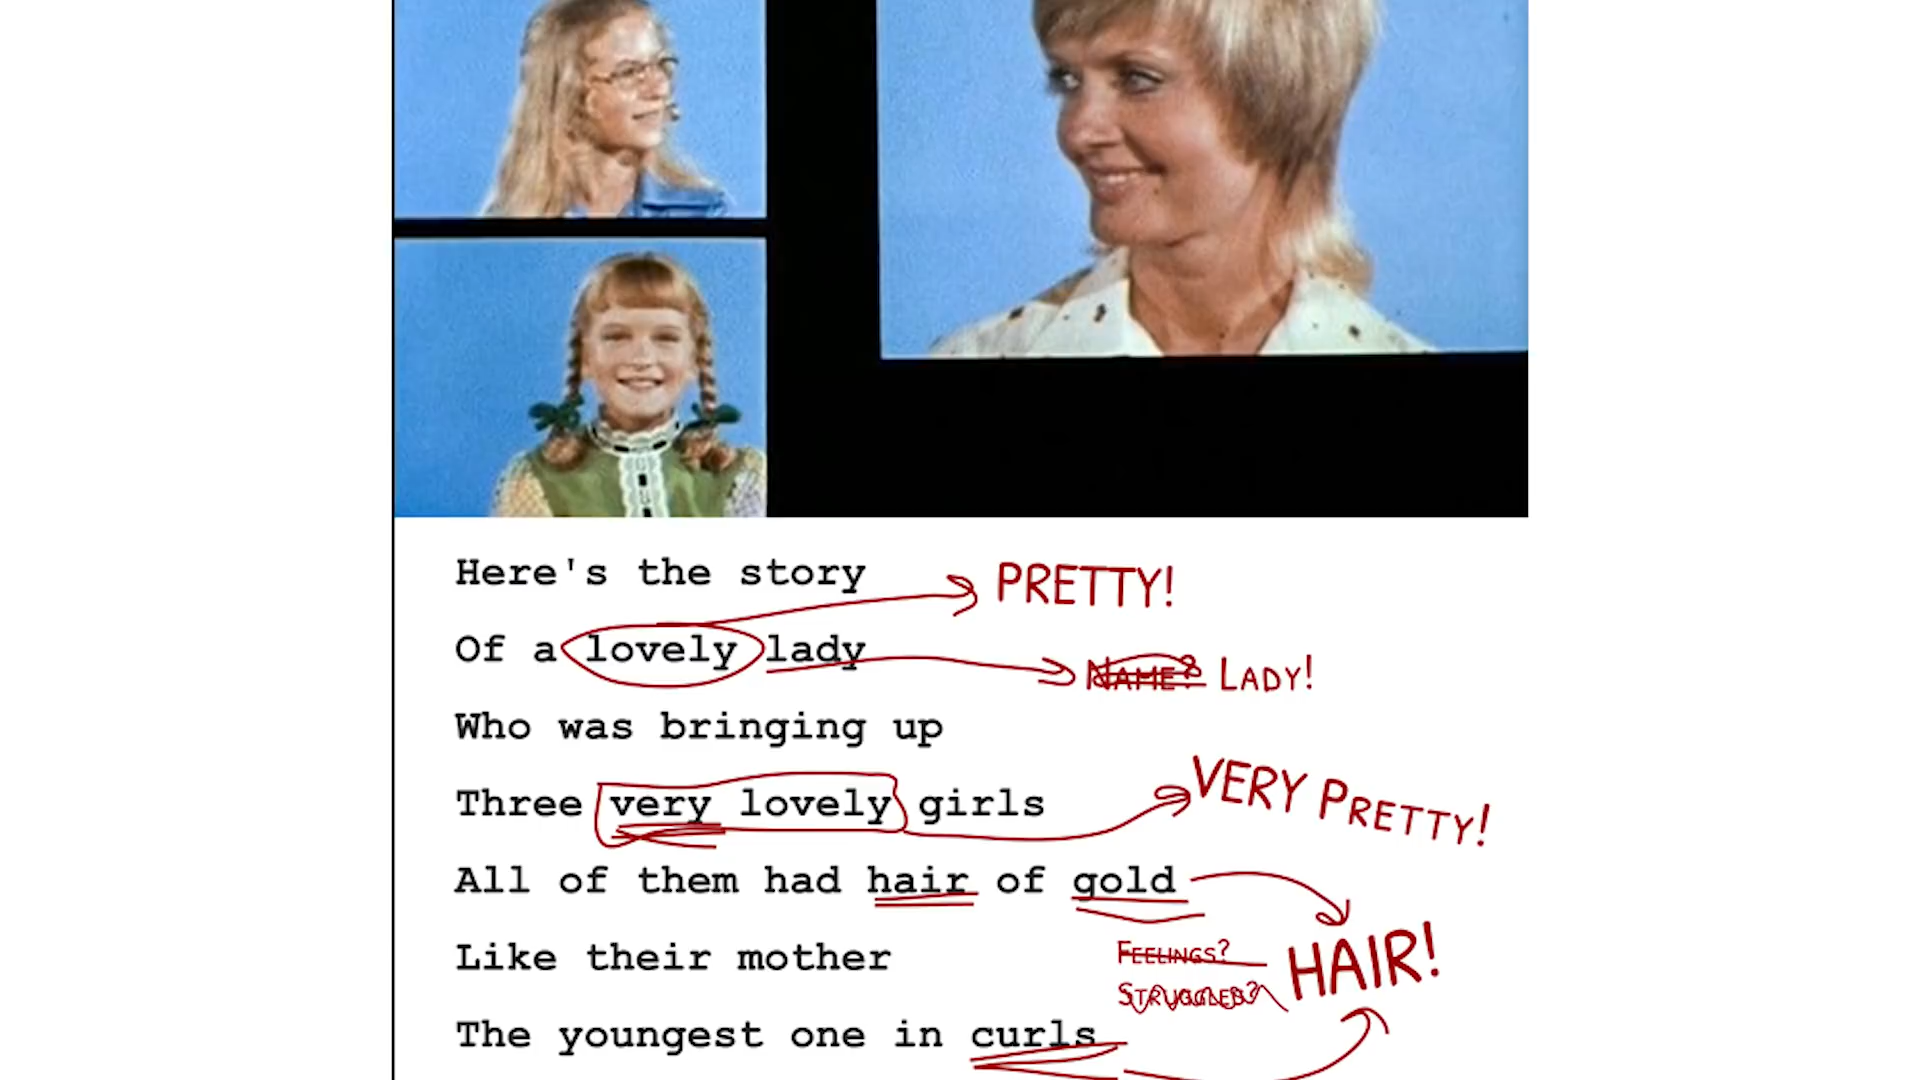 Here's the story
PRETTY!
Of a lovely lady
NAME? LADY!
Who was bringing up
Three very lovely girls
VERY PRETTY!
All of them had hair of gold
Like their mother
FEELINGS?
STRUGGLES?
HAIR!
The youngest one in curls